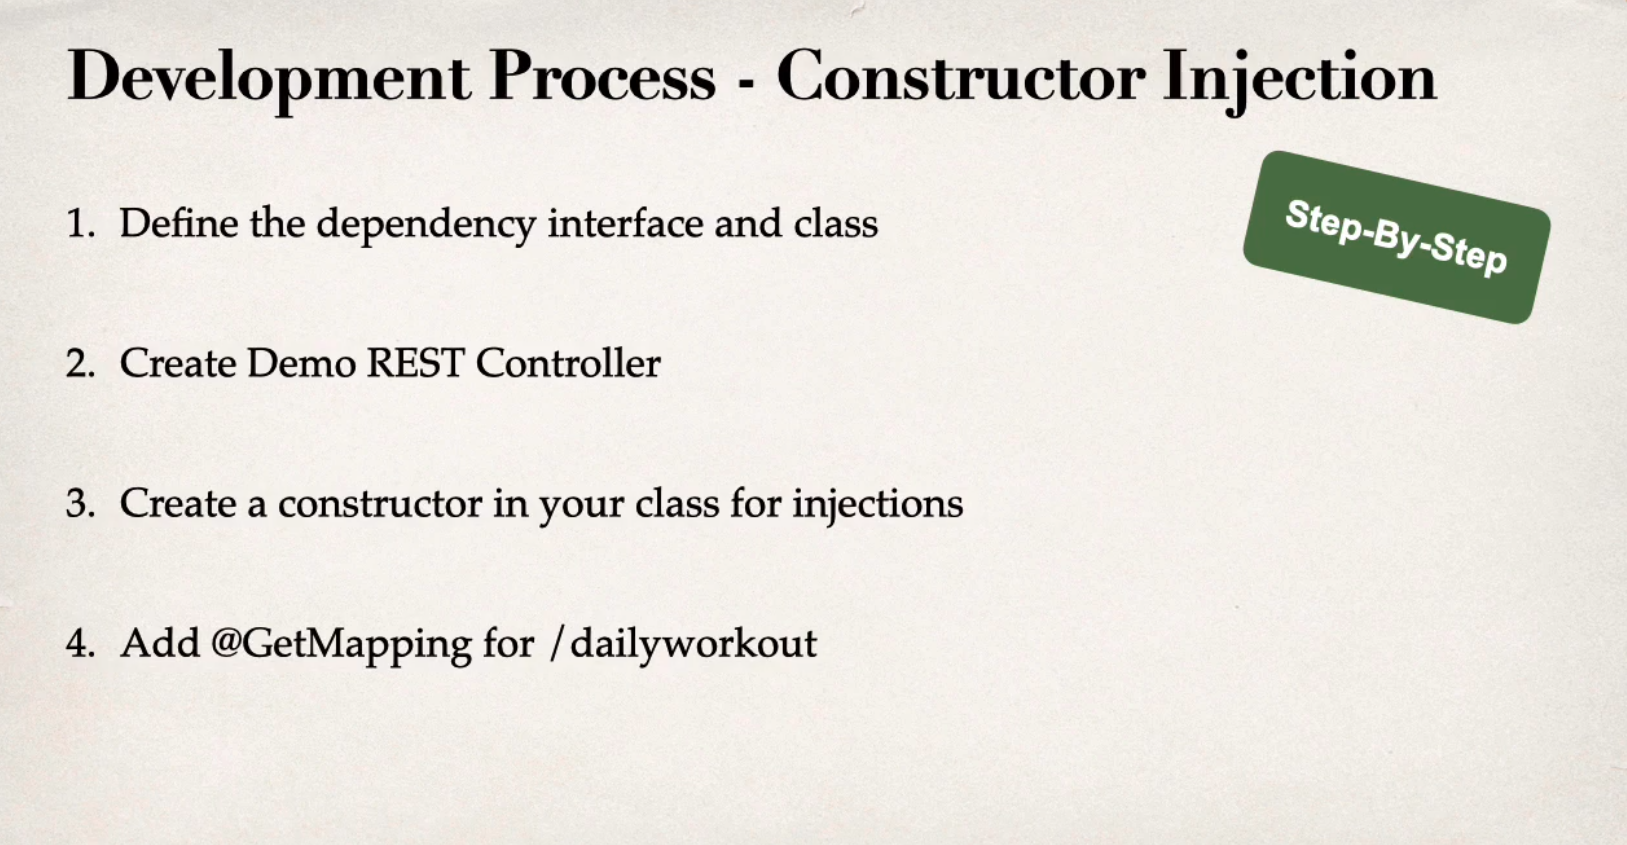 Development Process - Constructor Injection
Step-By-Step
1. Define the dependency interface and class
2. Create Demo REST Controller
3. Create a constructor in your class for injections
4. Add @GetMapping for /dailyworkout